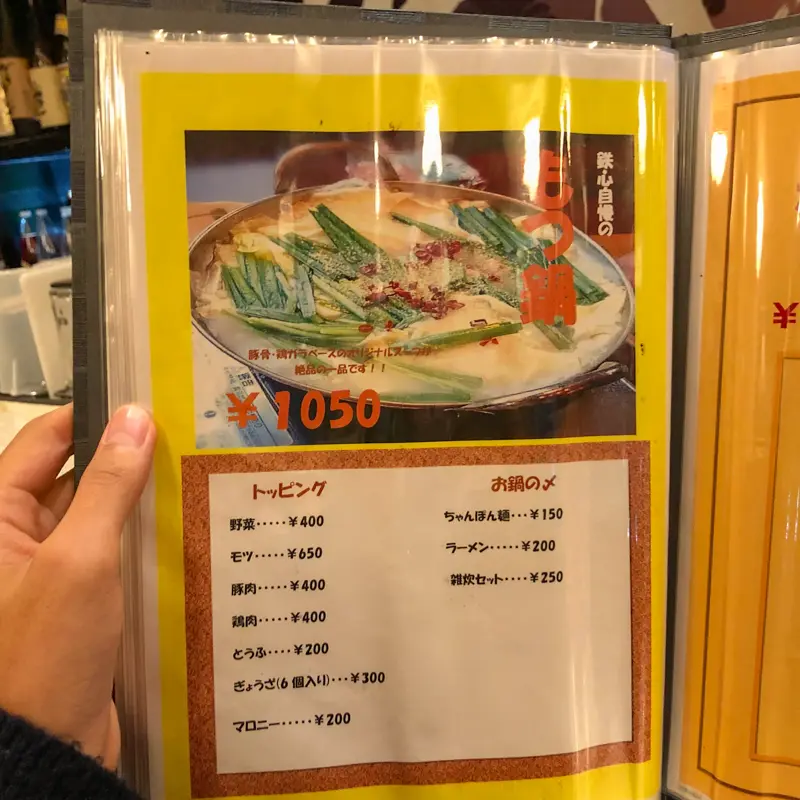 鉄心自慢の
もつ鍋
豚骨・鶏ガラベースのオリジナルスープが
絶品の一品です！！
¥1050
トッピング
野菜・・・・・¥400
モツ・・・・・¥650
豚肉・・・・・¥400
鶏肉・・・・・¥400
とうふ・・・・¥200
ぎょうざ(6個入り)・・・¥300
マロニー・・・・・¥200
お鍋の〆
ちゃんぽん麺・・・¥150
ラーメン・・・・・¥200
雑炊セット・・・・¥250